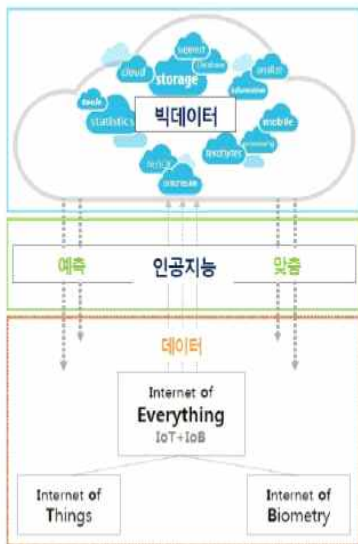 cloud
storage
statistics
mobile
빅데이터
예측
인공지능
맞춤
데이터
Internet of
Everything
IoT+IoB
Internet of
Things
Internet of
Biometry